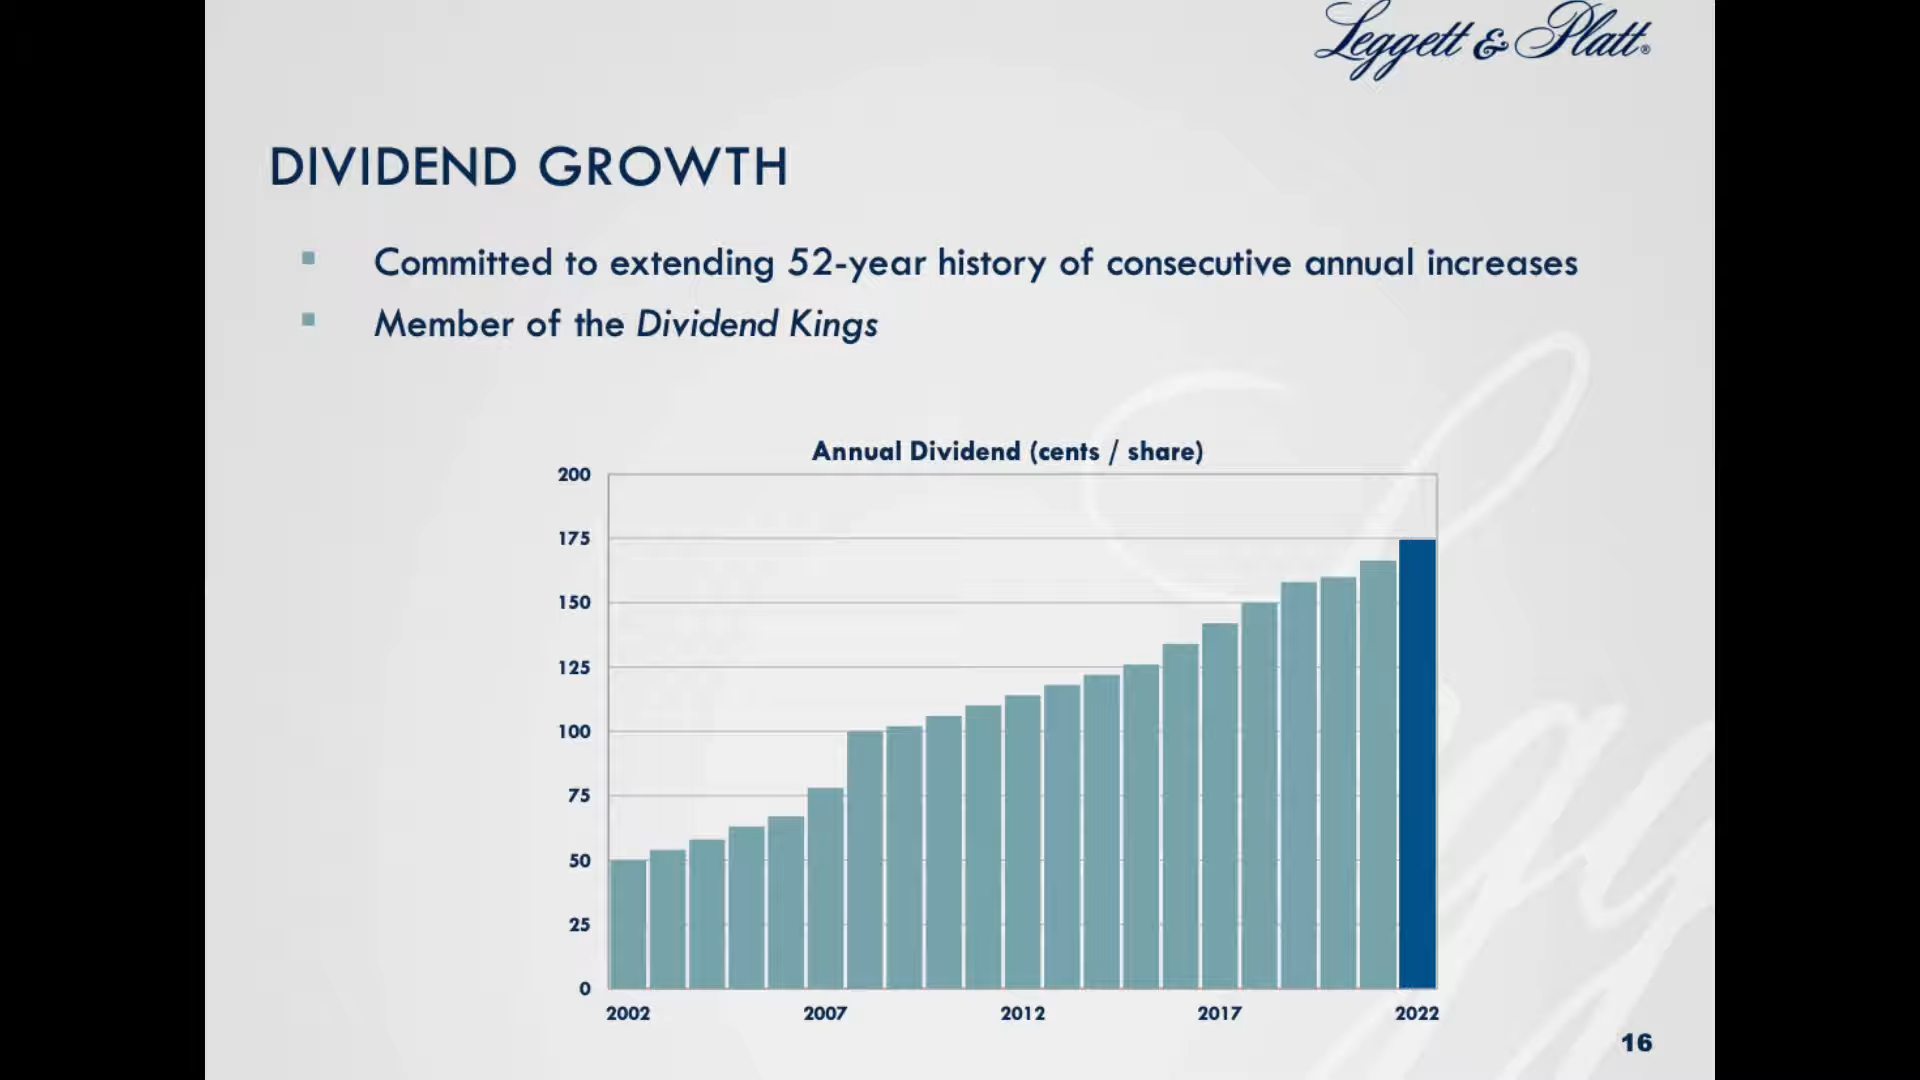 Leggett & Platt®
DIVIDEND GROWTH
▪ Committed to extending 52-year history of consecutive annual increases
▪ Member of the Dividend Kings
Annual Dividend (cents / share)
200
175
150
125
100
75
50
25
0
2002 2007 2012 2017 2022
16